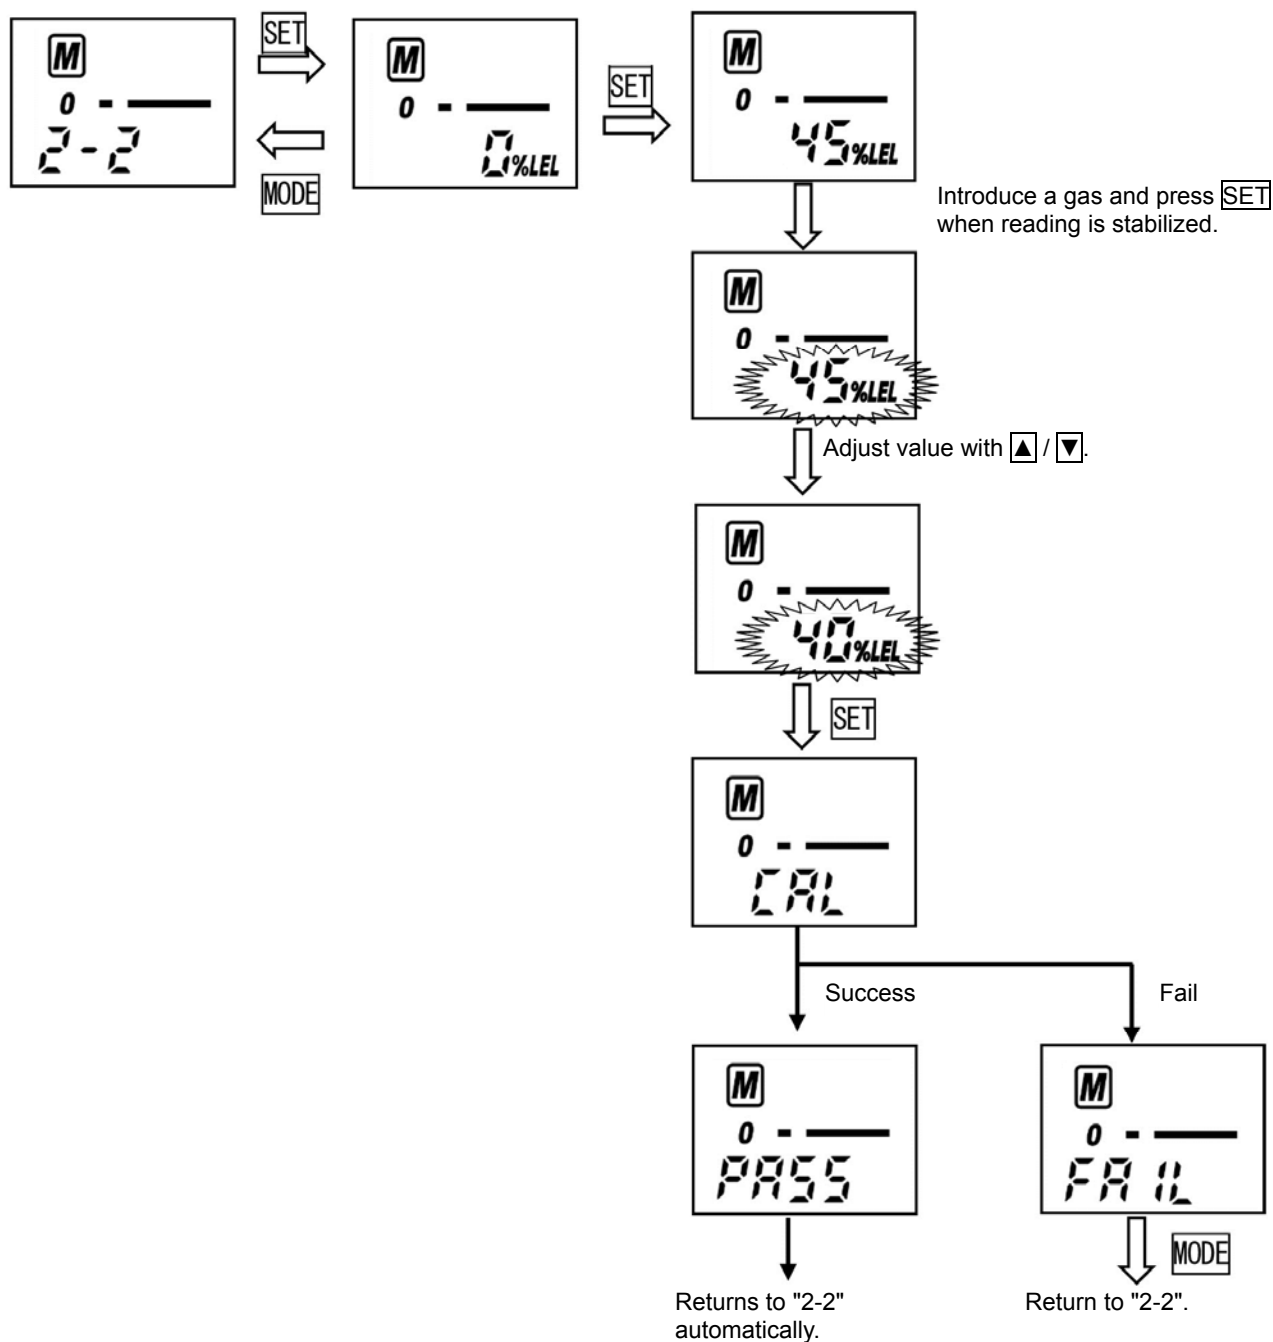 SET
M
0
2-2
MODE
M
0
0%LEL
SET
M
0
45%LEL
Introduce a gas and press SET
when reading is stabilized.
M
0
45%LEL
Adjust value with ▲ / ▼.
M
0
40%LEL
SET
M
0
CAL
Success
Fail
M
0
PASS
M
0
FAIL
MODE
Returns to "2-2"
automatically.
Return to "2-2".